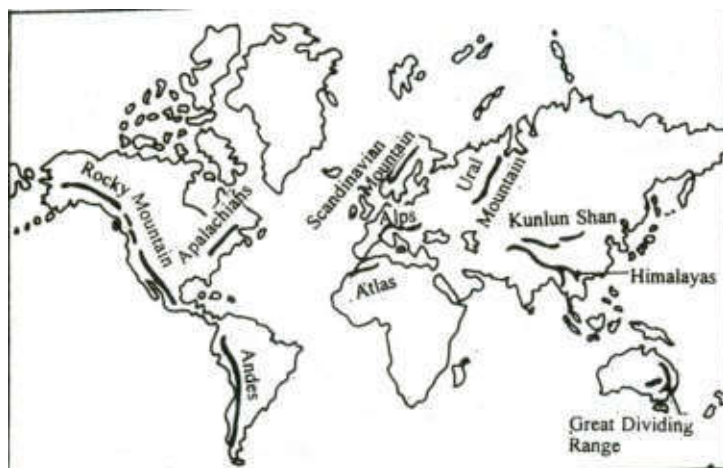 Rocky Mountain
Apalachians
Scandinavian
Mountain
Ural
Mountain
Alps
Kunlun Shan
Himalayas
Atlas
Andes
Great Dividing
Range